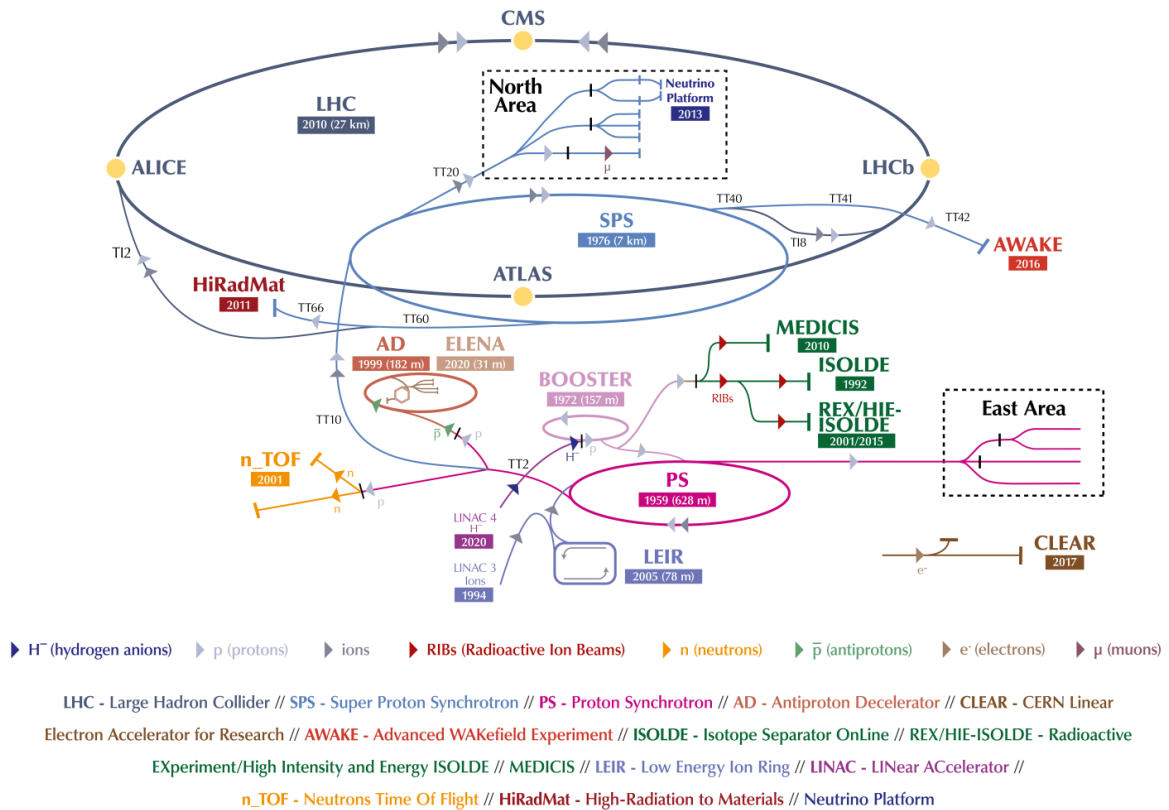 CMS
North
Area
Neutrino
Platform
2013
LHC
2010 (27 km)
μ
ALICE
TT20
LHCb
TT40
TT41
TT42
SPS
1976 (7 km)
TI8
AWAKE
2016
TI2
ATLAS
HiRadMat
2011
TT66
TT60
AD
1999 (182 m)
ELENA
2020 (31 m)
MEDICIS
2010
BOOSTER
1972 (157 m)
ISOLDE
1992
RIBs
REX/HIE-
ISOLDE
2001/2015
East Area
TT10
p̅
p
H⁻
p
n_TOF
2001
n
n
p
TT2
PS
1959 (628 m)
LINAC 4
H⁻
2020
LINAC 3
Ions
1994
LEIR
2005 (78 m)
CLEAR
2017
e⁻
H⁻ (hydrogen anions)
p (protons)
ions
RIBs (Radioactive Ion Beams)
n (neutrons)
p̅ (antiprotons)
e⁻ (electrons)
μ (muons)
LHC - Large Hadron Collider // SPS - Super Proton Synchrotron // PS - Proton Synchrotron // AD - Antiproton Decelerator // CLEAR - CERN Linear
Electron Accelerator for Research // AWAKE - Advanced WAKefield Experiment // ISOLDE - Isotope Separator OnLine // REX/HIE-ISOLDE - Radioactive
EXperiment/High Intensity and Energy ISOLDE // MEDICIS // LEIR - Low Energy Ion Ring // LINAC - LINear ACcelerator //
n_TOF - Neutrons Time Of Flight // HiRadMat - High-Radiation to Materials // Neutrino Platform